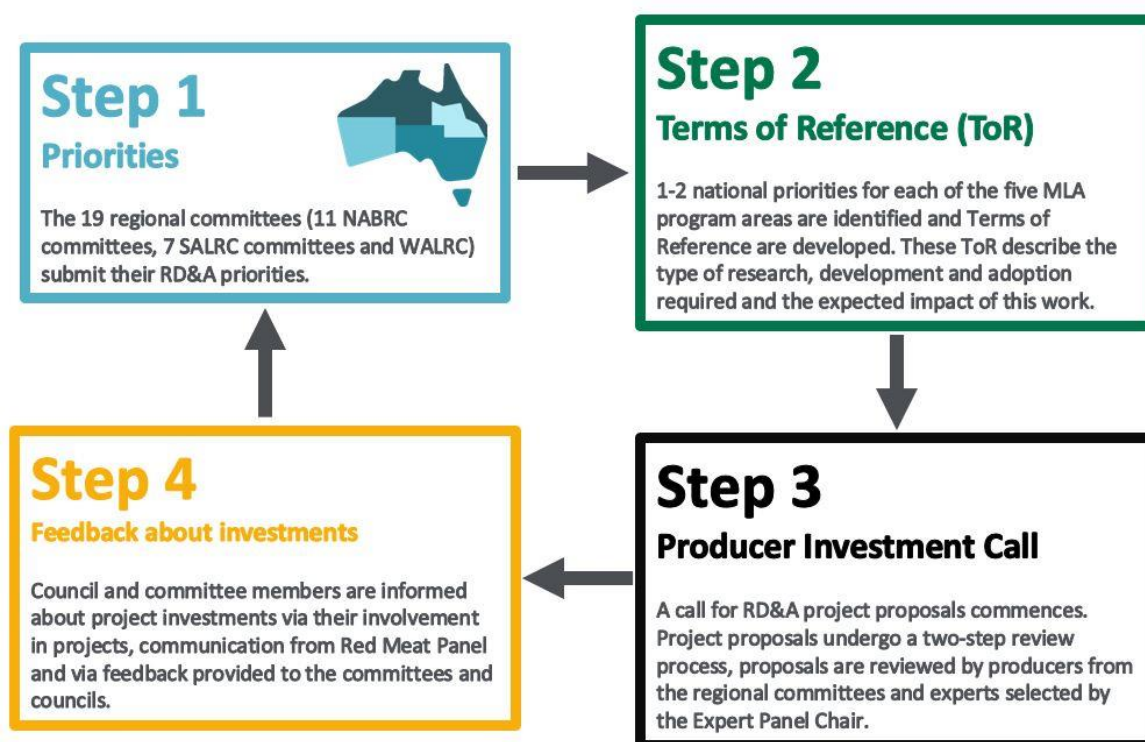 Step 1
Priorities
The 19 regional committees (11 NABRC
committees, 7 SALRC committees and WALRC)
submit their RD&A priorities.
Step 2
Terms of Reference (ToR)
1-2 national priorities for each of the five MLA
program areas are identified and Terms of
Reference are developed. These ToR describe the
type of research, development and adoption
required and the expected impact of this work.
Step 3
Producer Investment Call
A call for RD&A project proposals commences.
Project proposals undergo a two-step review
process, proposals are reviewed by producers from
the regional committees and experts selected by
the Expert Panel Chair.
Step 4
Feedback about investments
Council and committee members are informed
about project investments via their involvement
in projects, communication from Red Meat Panel
and via feedback provided to the committees and
councils.